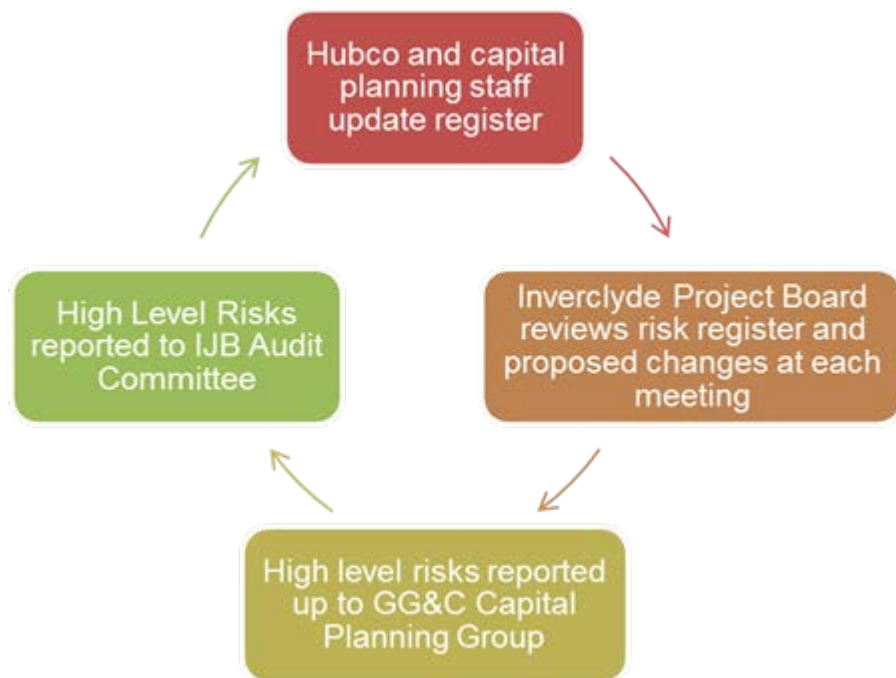 Hubco and capital
planning staff
update register
Inverclyde Project Board
reviews risk register and
proposed changes at each
meeting
High level risks reported
up to GG&C Capital
Planning Group
High Level Risks
reported to IJB Audit
Committee